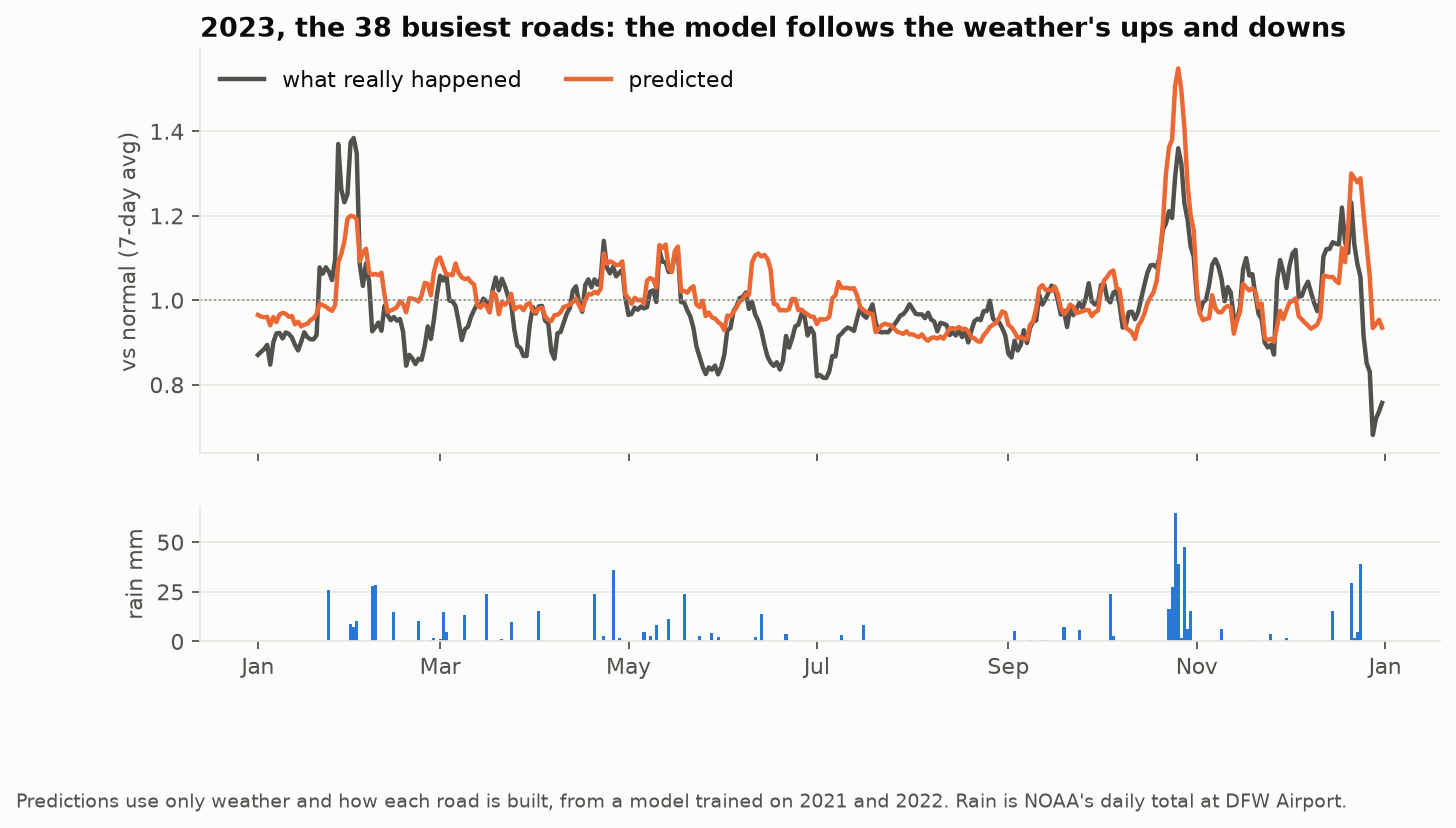 2023, the 38 busiest roads: the model follows the weather's ups and downs
what really happened
predicted
vs normal (7-day avg)
1.4
1.2
1.0
0.8
rain mm
50
25
0
Jan
Mar
May
Jul
Sep
Nov
Jan
Predictions use only weather and how each road is built, from a model trained on 2021 and 2022. Rain is NOAA's daily total at DFW Airport.